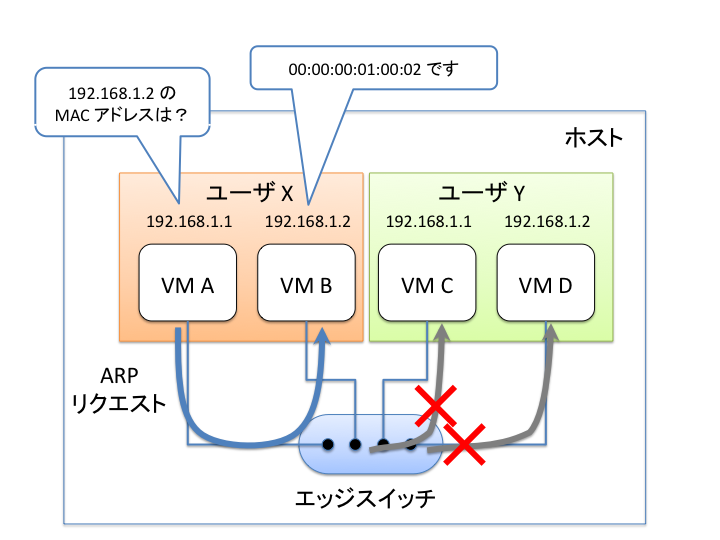 192.168.1.2 の
MAC アドレスは？
00:00:00:01:00:02 です
ホスト
ユーザ X
ユーザ Y
192.168.1.1
192.168.1.2
192.168.1.1
192.168.1.2
VM A
VM B
VM C
VM D
ARP
リクエスト
エッジスイッチ